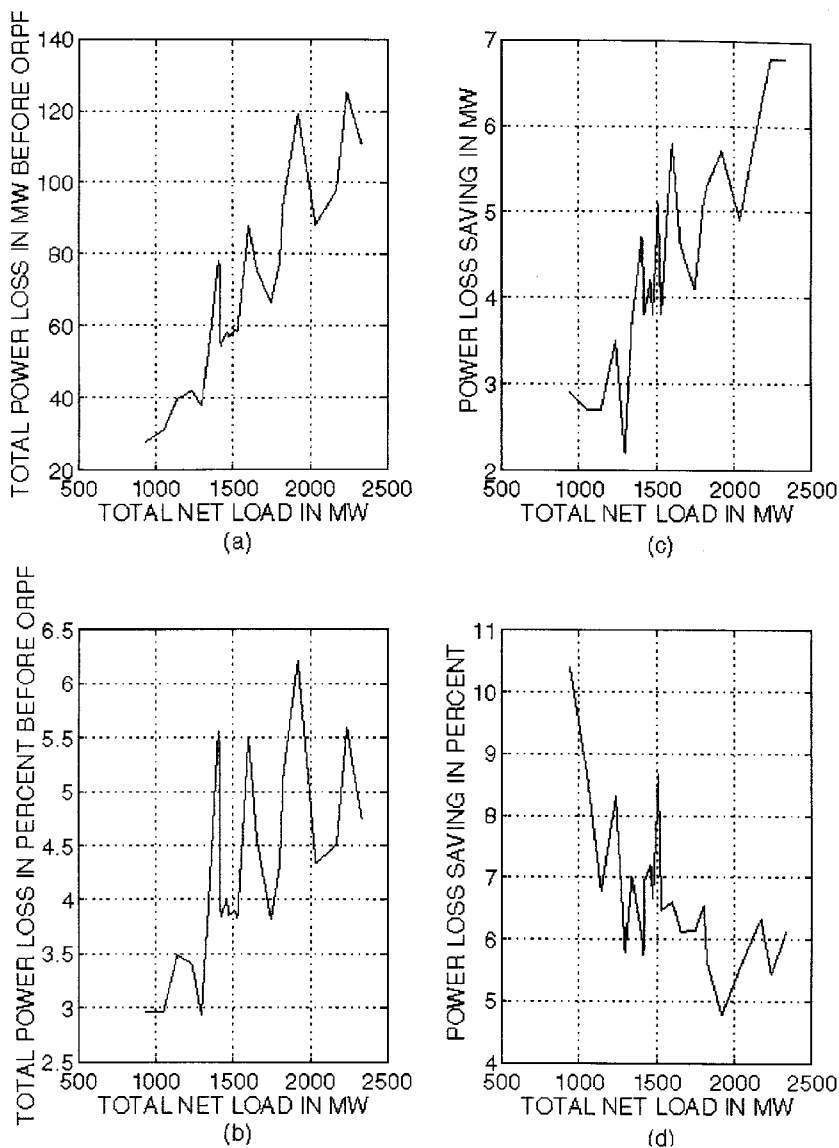 TOTAL POWER LOSS IN MW BEFORE ORPF
140
120
100
80
60
40
20
500 1000 1500 2000 2500
TOTAL NET LOAD IN MW
(a)
POWER LOSS SAVING IN MW
7
6
5
4
3
2
500 1000 1500 2000 2500
TOTAL NET LOAD IN MW
(c)
TOTAL POWER LOSS IN PERCENT BEFORE ORPF
6.5
6
5.5
5
4.5
4
3.5
3
2.5
500 1000 1500 2000 2500
TOTAL NET LOAD IN MW
(b)
POWER LOSS SAVING IN PERCENT
11
10
9
8
7
6
5
4
500 1000 1500 2000 2500
TOTAL NET LOAD IN MW
(d)